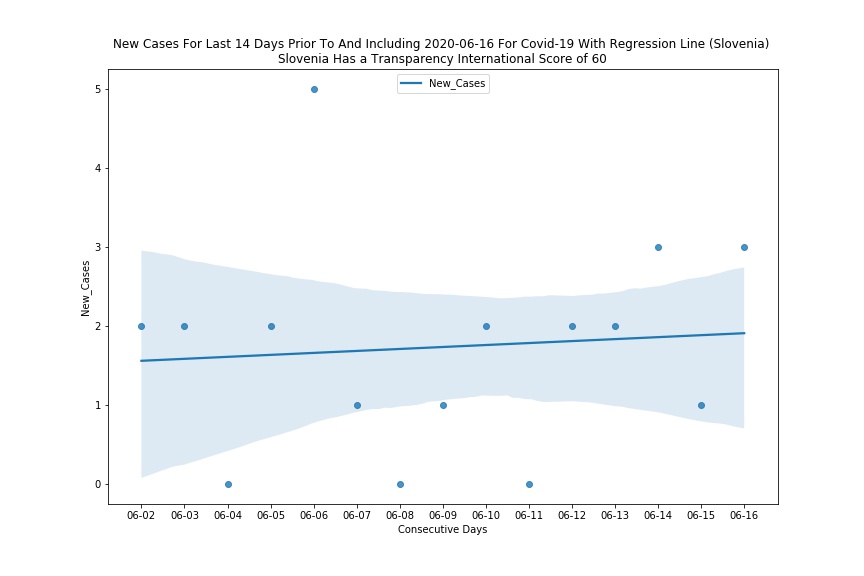 New Cases For Last 14 Days Prior To And Including 2020-06-16 For Covid-19 With Regression Line (Slovenia)
Slovenia Has a Transparency International Score of 60
New_Cases
5
4
3
2
1
0
New_Cases
06-02 06-03 06-04 06-05 06-06 06-07 06-08 06-09 06-10 06-11 06-12 06-13 06-14 06-15 06-16
Consecutive Days